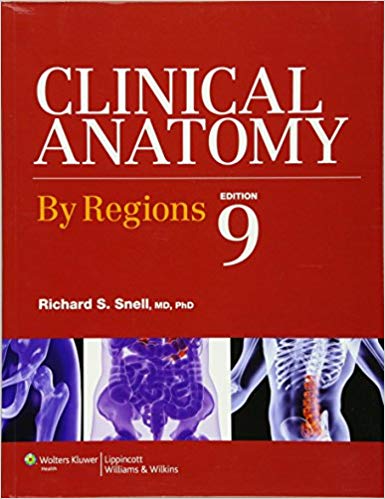 CLINICAL
ANATOMY
By Regions
EDITION
9
Richard S. Snell, MD, PhD
Wolters Kluwer
Health
Lippincott
Williams & Wilkins